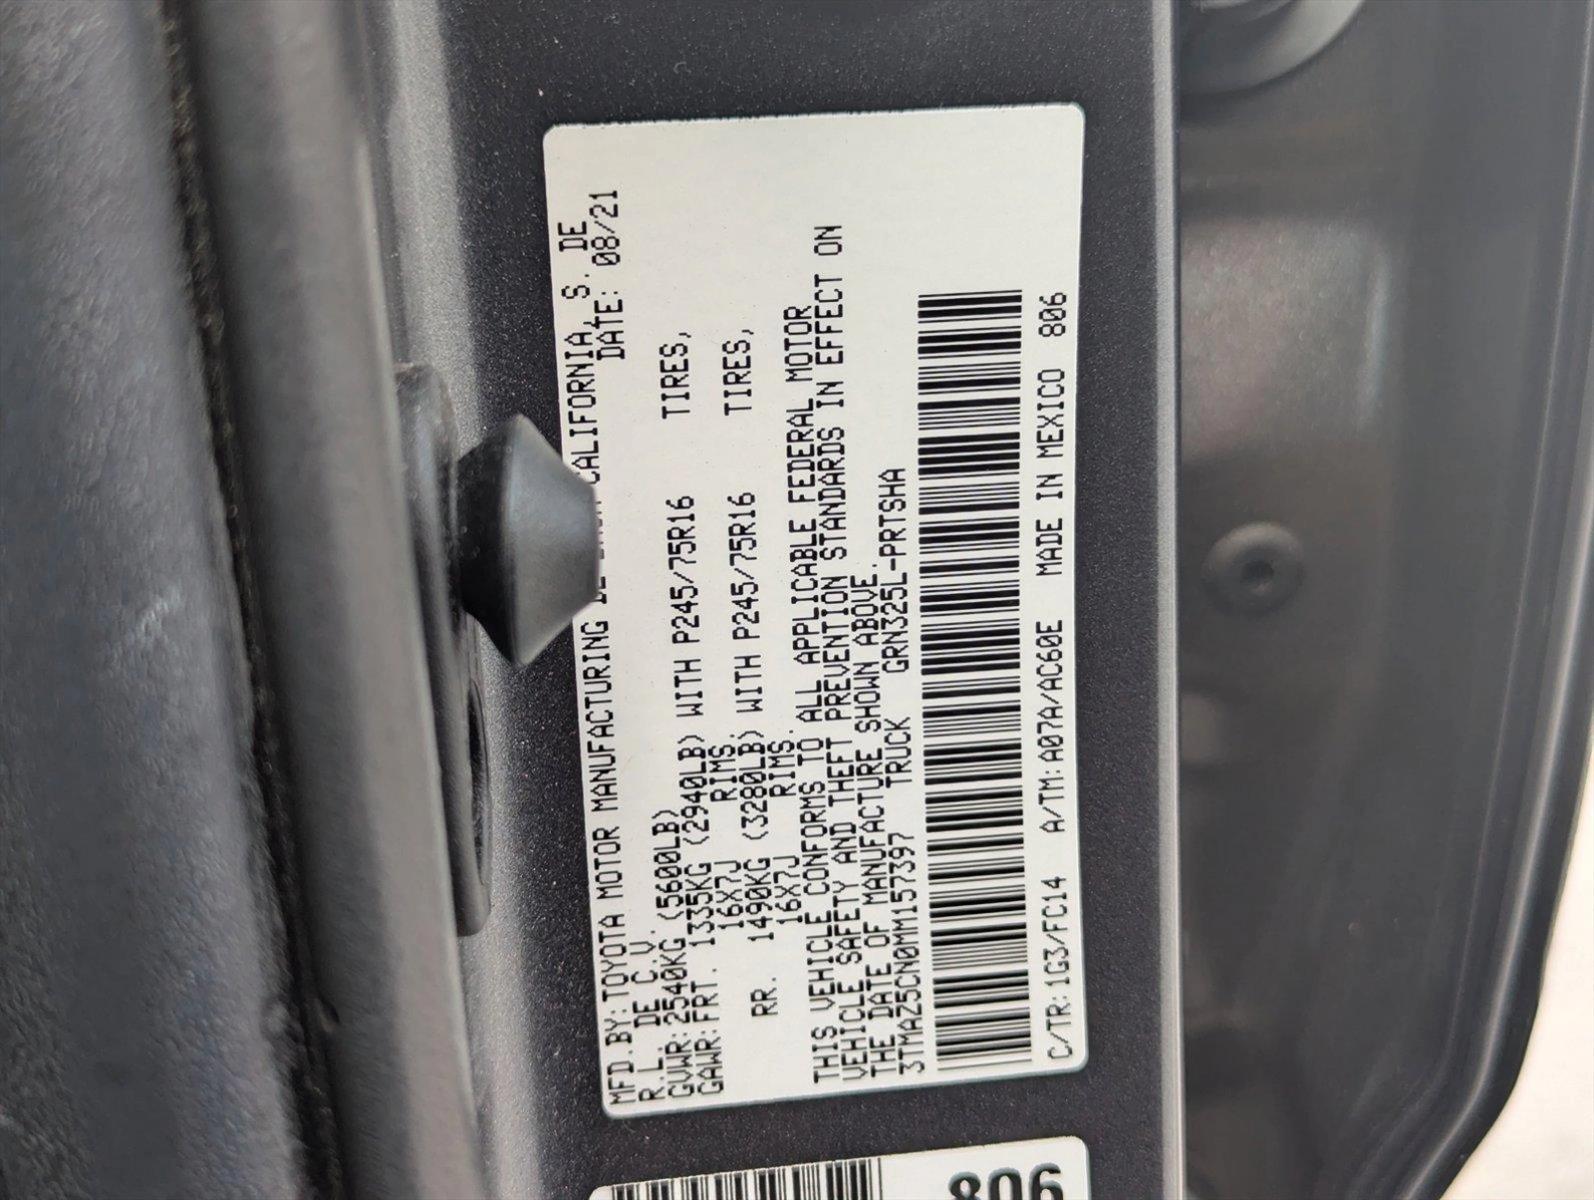 MFD.BY:TOYOTA MOTOR MANUFACTURING DE CALIFORNIA, S. DE
R.L. DE C.V. DATE: 08/21
GVWR:2540KG (5600LB)
GAWR:FRT. 1335KG (2940LB) WITH P245/75R16 TIRES,
16X7J RIMS,
RR. 1490KG (3280LB) WITH P245/75R16 TIRES,
16X7J RIMS.
THIS VEHICLE CONFORMS TO ALL APPLICABLE FEDERAL MOTOR
VEHICLE SAFETY AND THEFT PREVENTION STANDARDS IN EFFECT ON
THE DATE OF MANUFACTURE SHOWN ABOVE.
3TMAZ5CN0MM157397 TRUCK GRN325L-PRTSHA
C/TR:1G3/FC14 A/TM:A07A/AC60E MADE IN MEXICO 806
806